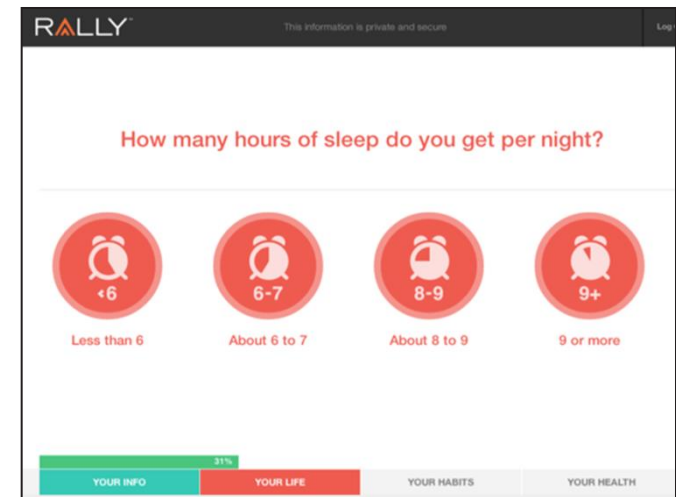 RALLY™
This information is private and secure
Log
How many hours of sleep do you get per night?
<6
6-7
8-9
9+
Less than 6
About 6 to 7
About 8 to 9
9 or more
31%
YOUR INFO
YOUR LIFE
YOUR HABITS
YOUR HEALTH